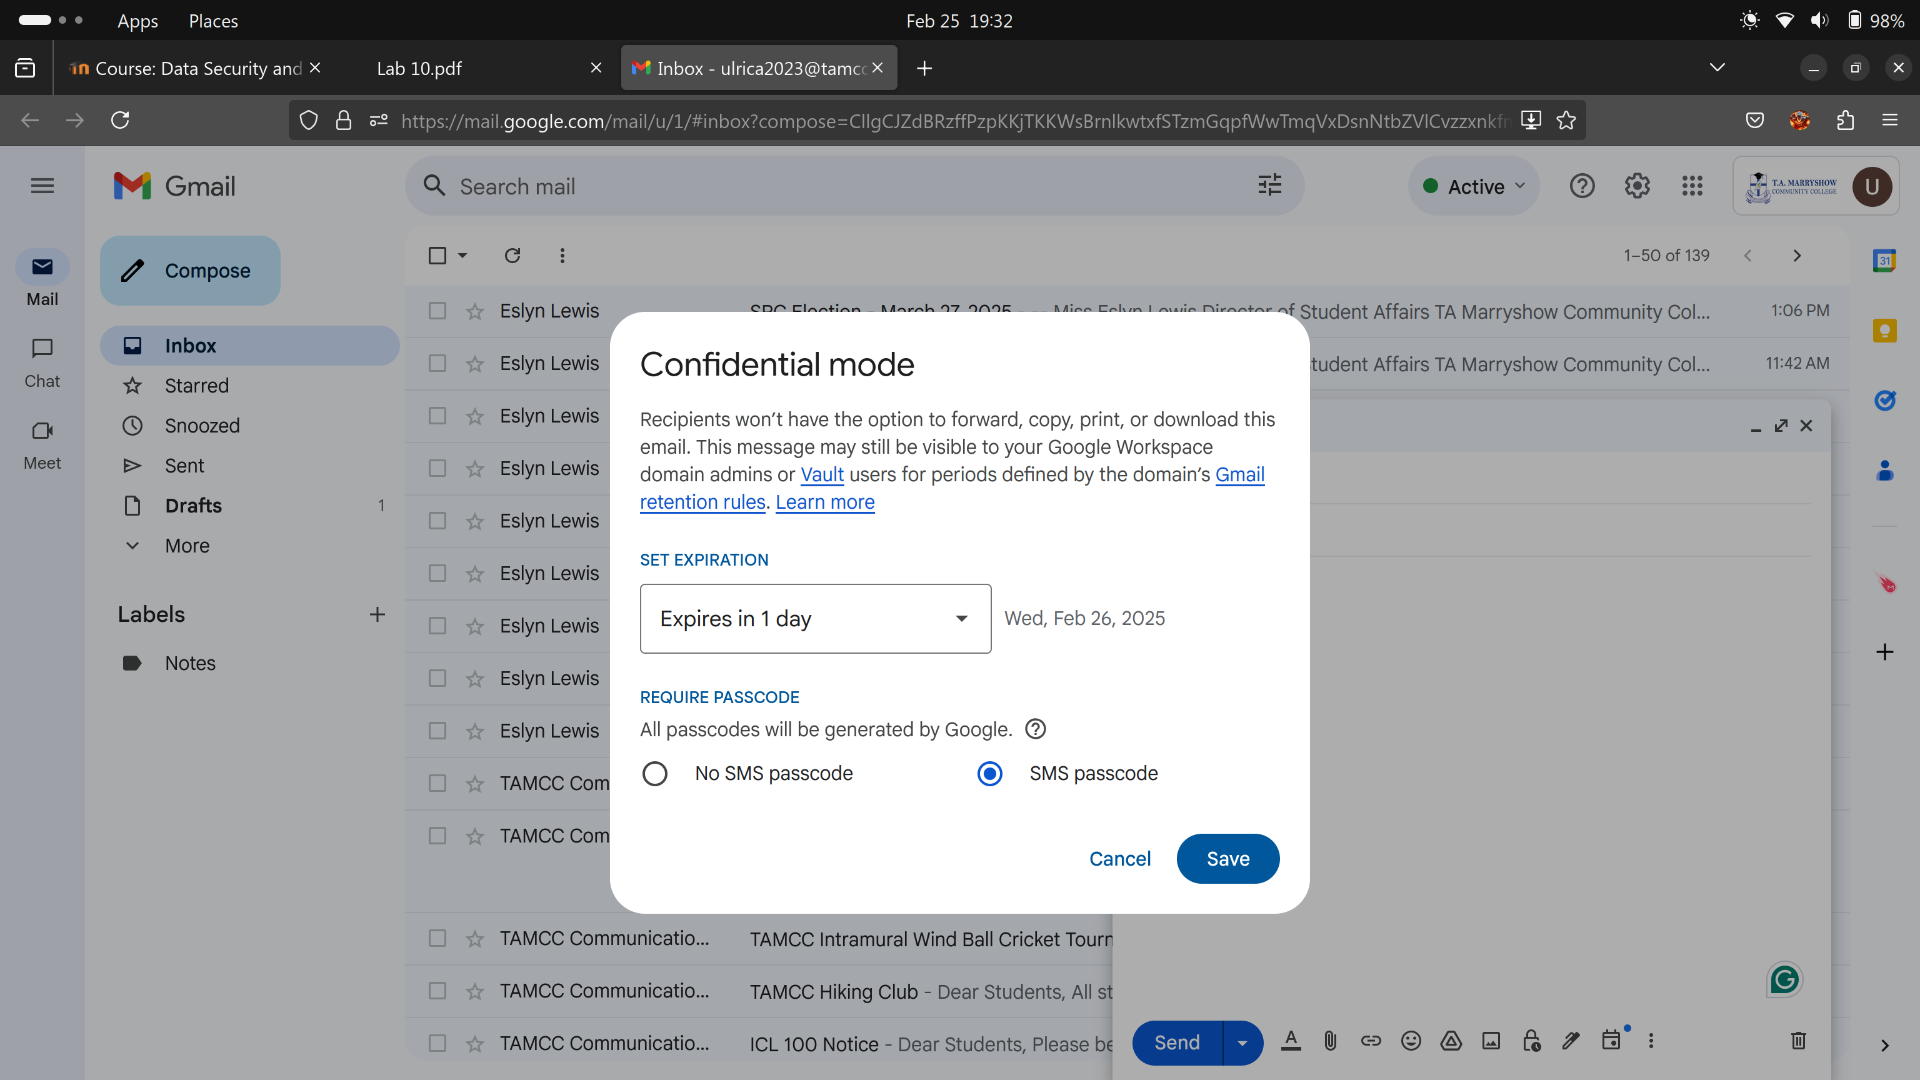 Apps Places Feb 25 19:32 98%
Course: Data Security and Lab 10.pdf Inbox - ulrica2023@tamcc
https://mail.google.com/mail/u/1/#inbox?compose=
Gmail Search mail Active T.A. MARRYSHOW COMMUNITY COLLEGE U
Compose 1–50 of 139
Mail
Chat
Meet
Inbox
Starred
Snoozed
Sent
Drafts 1
More
Labels
Notes
Eslyn Lewis SRC Election - March 27, 2025 - -- Miss Eslyn Lewis Director of Student Affairs TA Marryshow Community Col... 1:06 PM
Eslyn Lewis tudent Affairs TA Marryshow Community Col... 11:42 AM
Eslyn Lewis
Eslyn Lewis
Eslyn Lewis
Eslyn Lewis
Eslyn Lewis
Eslyn Lewis
Eslyn Lewis
TAMCC Com
TAMCC Com
TAMCC Communicatio... TAMCC Intramural Wind Ball Cricket Tourn
TAMCC Communicatio... TAMCC Hiking Club - Dear Students, All st
TAMCC Communicatio... ICL 100 Notice - Dear Students, Please be
Confidential mode
Recipients won’t have the option to forward, copy, print, or download this
email. This message may still be visible to your Google Workspace
domain admins or Vault users for periods defined by the domain’s Gmail
retention rules. Learn more
SET EXPIRATION
Expires in 1 day Wed, Feb 26, 2025
REQUIRE PASSCODE
All passcodes will be generated by Google.
No SMS passcode SMS passcode
Cancel Save
Send
31